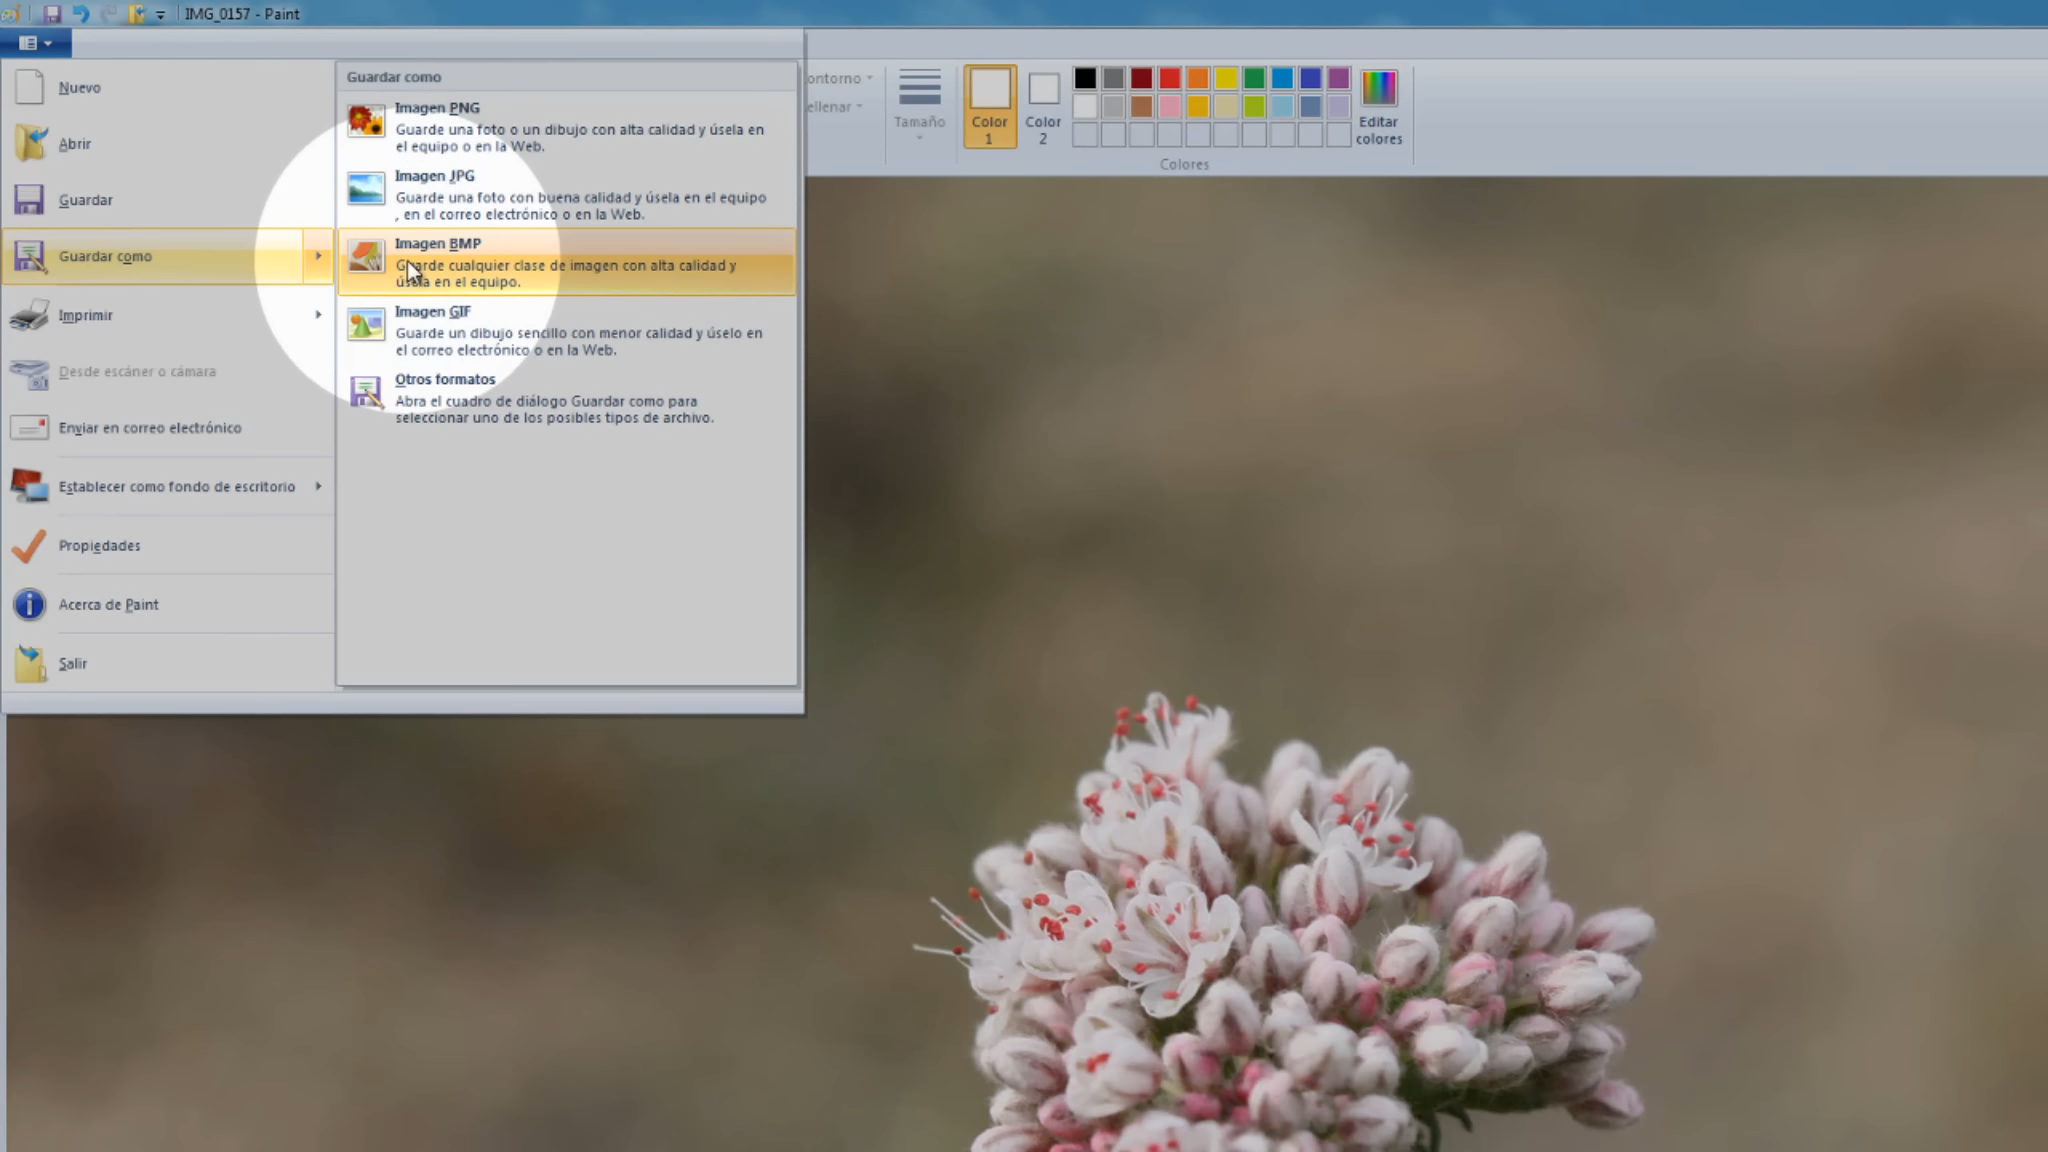 IMG_0157 - Paint
Nuevo
Abrir
Guardar
Guardar como
Imprimir
Desde escáner o cámara
Enviar en correo electrónico
Establecer como fondo de escritorio
Propiedades
Acerca de Paint
Salir
Guardar como
Imagen PNG
Guarde una foto o un dibujo con alta calidad y úsela en
el equipo o en la Web.
Imagen JPG
Guarde una foto con buena calidad y úsela en el equipo
, en el correo electrónico o en la Web.
Imagen BMP
Guarde cualquier clase de imagen con alta calidad y
úsela en el equipo.
Imagen GIF
Guarde un dibujo sencillo con menor calidad y úselo en
el correo electrónico o en la Web.
Otros formatos
Abra el cuadro de diálogo Guardar como para
seleccionar uno de los posibles tipos de archivo.
ontorno
ellenar
Tamaño
Color
1
Color
2
Editar
colores
Colores